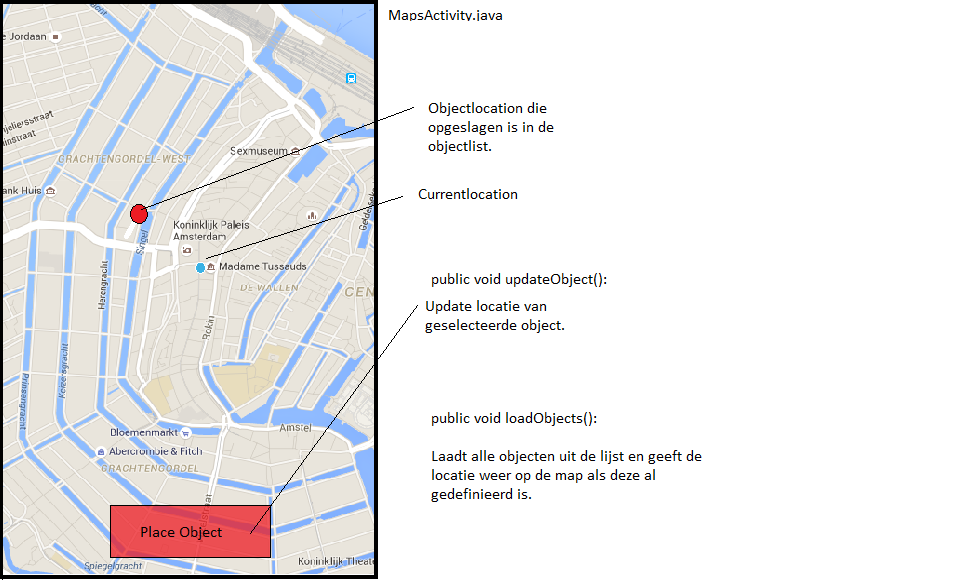 MapsActivity.java
e Jordaan
Anjeliersstraat
instraat
GRACHTENGORDEL-WEST
Sexmuseum
ank Huis
Koninklijk Paleis
Amsterdam
Singel
Geldersek
Madame Tussauds
DE WALLEN
CEN
Herengracht
Rokin
Keizersgracht
Prinsengracht
Bloemenmarkt
Amstel
Abercrombie & Fitch
GRACHTENGORDEL
Place Object
Spiegelgracht
Koninklijk Theate
Objectlocation die
opgeslagen is in de
objectlist.
Currentlocation
public void updateObject():
Update locatie van
geselecteerde object.
public void loadObjects():
Laadt alle objecten uit de lijst en geeft de
locatie weer op de map als deze al
gedefinieerd is.